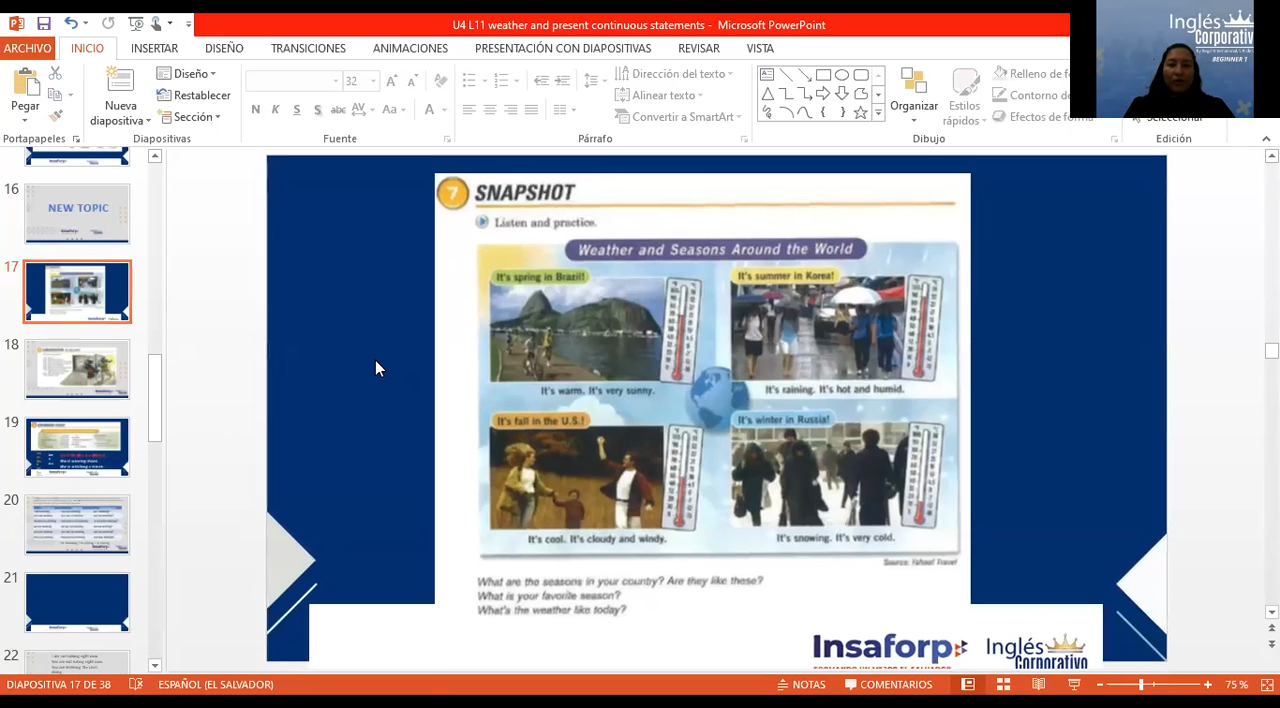 U4 L11 weather and present continuous statements - Microsoft PowerPoint
ARCHIVO INICIO INSERTAR DISEÑO TRANSICIONES ANIMACIONES PRESENTACIÓN CON DIAPOSITIVAS REVISAR VISTA
Inglés
Corporativo
BEGINNER 1
Pegar
Nueva
diapositiva
Diseño
Restablecer
Sección
32
N K S S abc AV Aa A
Dirección del texto
Alinear texto
Convertir a SmartArt
Organizar
Estilos
rápidos
Relleno de
Contorno de
Efectos de forma
Seleccionar
Portapapeles Diapositivas Fuente Párrafo Dibujo Edición
16
NEW TOPIC
17
18
19
20
21
22
7 SNAPSHOT
Listen and practice.
Weather and Seasons Around the World
It's spring in Brazil!
It's summer in Korea!
It's warm. It's very sunny.
It's raining. It's hot and humid.
It's fall in the U.S.!
It's winter in Russia!
It's cool. It's cloudy and windy.
It's snowing. It's very cold.
Source: Yahoo! Travel
What are the seasons in your country? Are they like these?
What is your favorite season?
What's the weather like today?
Insaforp
Inglés
Corporativo
DIAPOSITIVA 17 DE 38 ESPAÑOL (EL SALVADOR) NOTAS COMENTARIOS 75 %